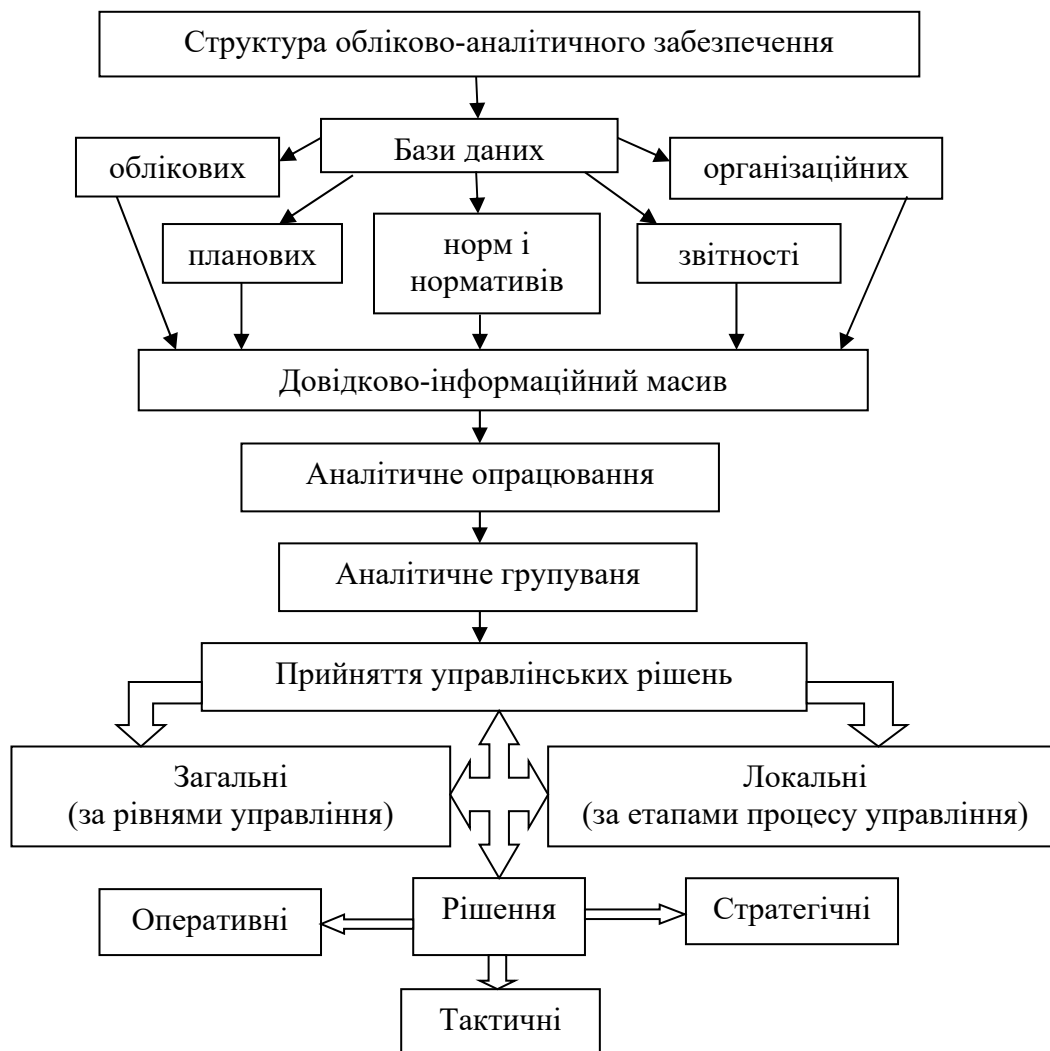 Структура обліково-аналітичного забезпечення
Бази даних
облікових
організаційних
планових
норм і
нормативів
звітності
Довідково-інформаційний масив
Аналітичне опрацювання
Аналітичне групуваня
Прийняття управлінських рішень
Загальні
(за рівнями управління)
Локальні
(за етапами процесу управління)
Оперативні
Рішення
Стратегічні
Тактичні